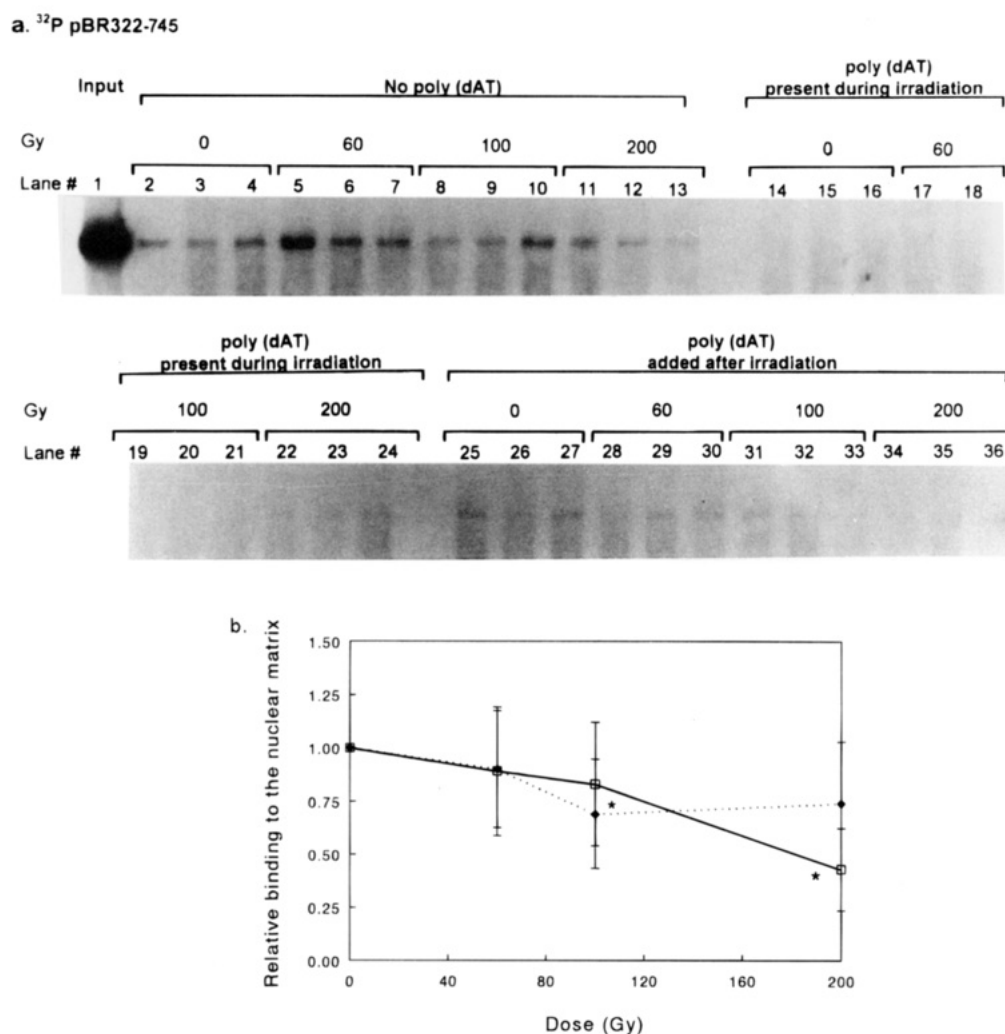 a. ³²P pBR322-745
Input No poly (dAT) poly (dAT)
present during irradiation
Gy 0 60 100 200 0 60
Lane # 1 2 3 4 5 6 7 8 9 10 11 12 13 14 15 16 17 18
poly (dAT)
present during irradiation
poly (dAT)
added after irradiation
Gy 100 200 0 60 100 200
Lane # 19 20 21 22 23 24 25 26 27 28 29 30 31 32 33 34 35 36
b.
Relative binding to the nuclear matrix
1.50
1.25
1.00
0.75
0.50
0.25
0.00
*
*
0 40 80 120 160 200
Dose (Gy)